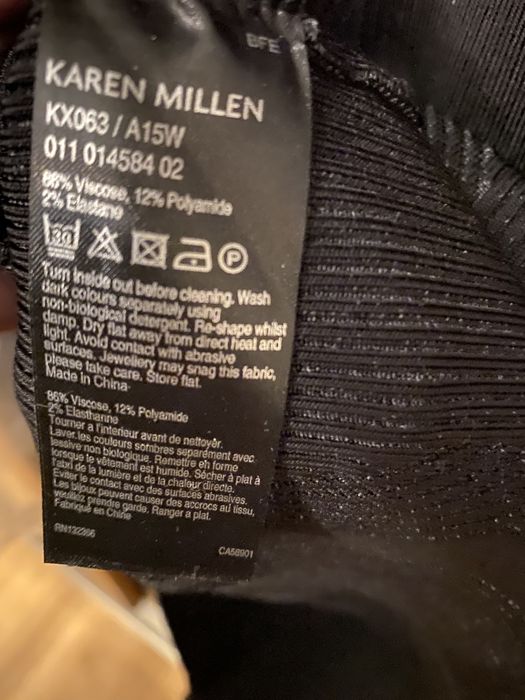 BFE
KAREN MILLEN
KX063 / A15W
011 014584 02
86% Viscose, 12% Polyamide
2% Elastane
30
P
Turn inside out before cleaning. Wash
dark colours separately using
non-biological detergent. Re-shape whilst
damp. Dry flat away from direct heat and
light. Avoid contact with abrasive
surfaces. Jewellery may snag this fabric,
please take care. Store flat.
Made in China
86% Viscose, 12% Polyamide
2% Elasthanne
Tourner a l'interieur avant de nettoyer.
Laver les couleurs sombres separément avec
lessive non biologique. Remettre en forme
lorsque le vêtement est humide. Sécher à plat à
l'abri de la lumière et de la chaleur directe.
Eviter le contact avec des surfaces abrasives.
Les bijoux peuvent causer des accrocs au tissu,
veuillez prendre garde. Ranger a plat.
Fabriqué en Chine
RN132356
CA58901